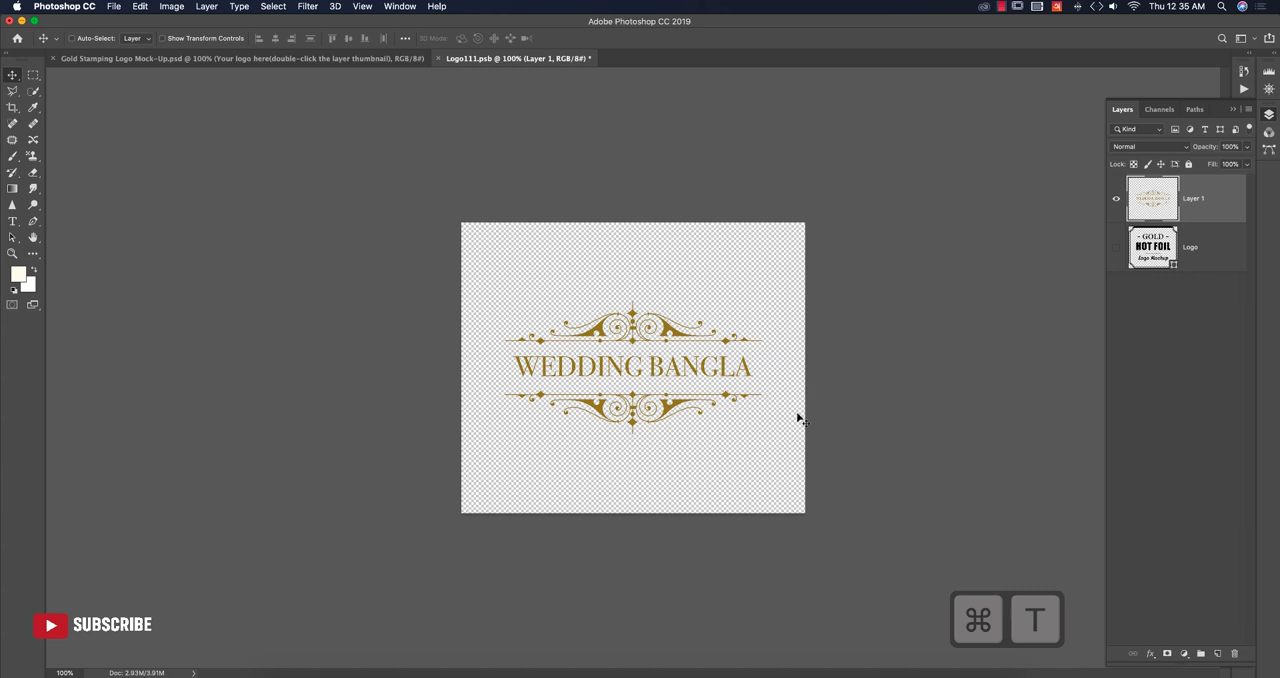 Photoshop CC File Edit Image Layer Type Select Filter 3D View Window Help Thu 12 35 AM
Adobe Photoshop CC 2019
Auto-Select: Layer Show Transform Controls 3D Mode:
Gold Stamping Logo Mock-Up.psd @ 100% (Your logo here(double-click the layer thumbnail), RGB/8#) Logo111.psb @ 100% (Layer 1, RGB/8#) *
Layers Channels Paths
Kind
Normal Opacity: 100%
Lock: Fill: 100%
WEDDING BANGLA
Layer 1
- GOLD -
HOT FOIL
Logo Mockup
Logo
WEDDING BANGLA
⌘ T
SUBSCRIBE
100% Doc: 2.93M/3.91M